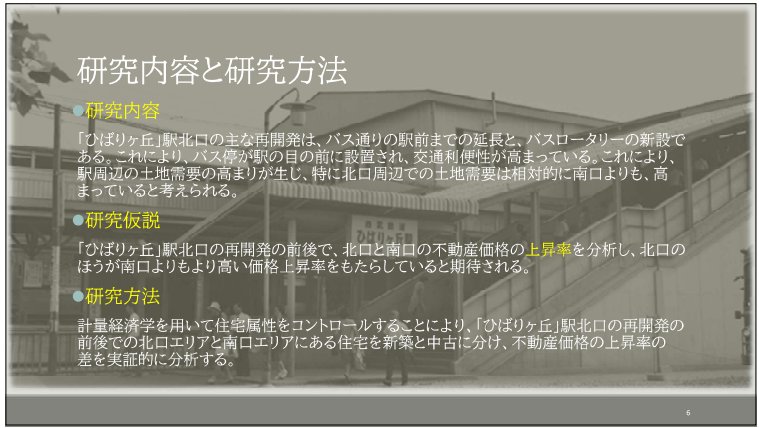 研究内容と研究方法
研究内容
「ひばりヶ丘」駅北口の主な再開発は、バス通りの駅前までの延長と、バスロータリーの新設で
ある。これにより、バス停が駅の目の前に設置され、交通利便性が高まっている。これにより、
駅周辺の土地需要の高まりが生じ、特に北口周辺での土地需要は相対的に南口よりも、高
まっていると考えられる。
研究仮説
「ひばりヶ丘」駅北口の再開発の前後で、北口と南口の不動産価格の上昇率を分析し、北口の
ほうが南口よりもより高い価格上昇率をもたらしていると期待される。
研究方法
計量経済学を用いて住宅属性をコントロールすることにより、「ひばりヶ丘」駅北口の再開発の
前後での北口エリアと南口エリアにある住宅を新築と中古に分け、不動産価格の上昇率の
差を実証的に分析する。
西武鉄道
ひばりヶ丘駅
6